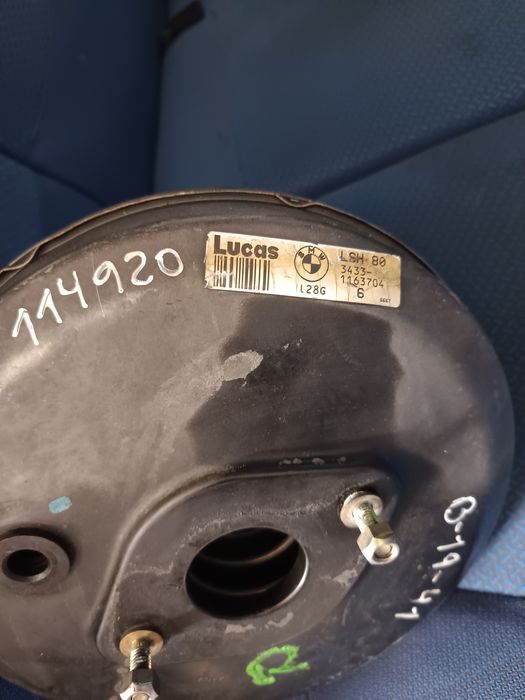 114920
Lucas
BMW
LSH 80
3433-
1163704
L28G
6
B-19-41